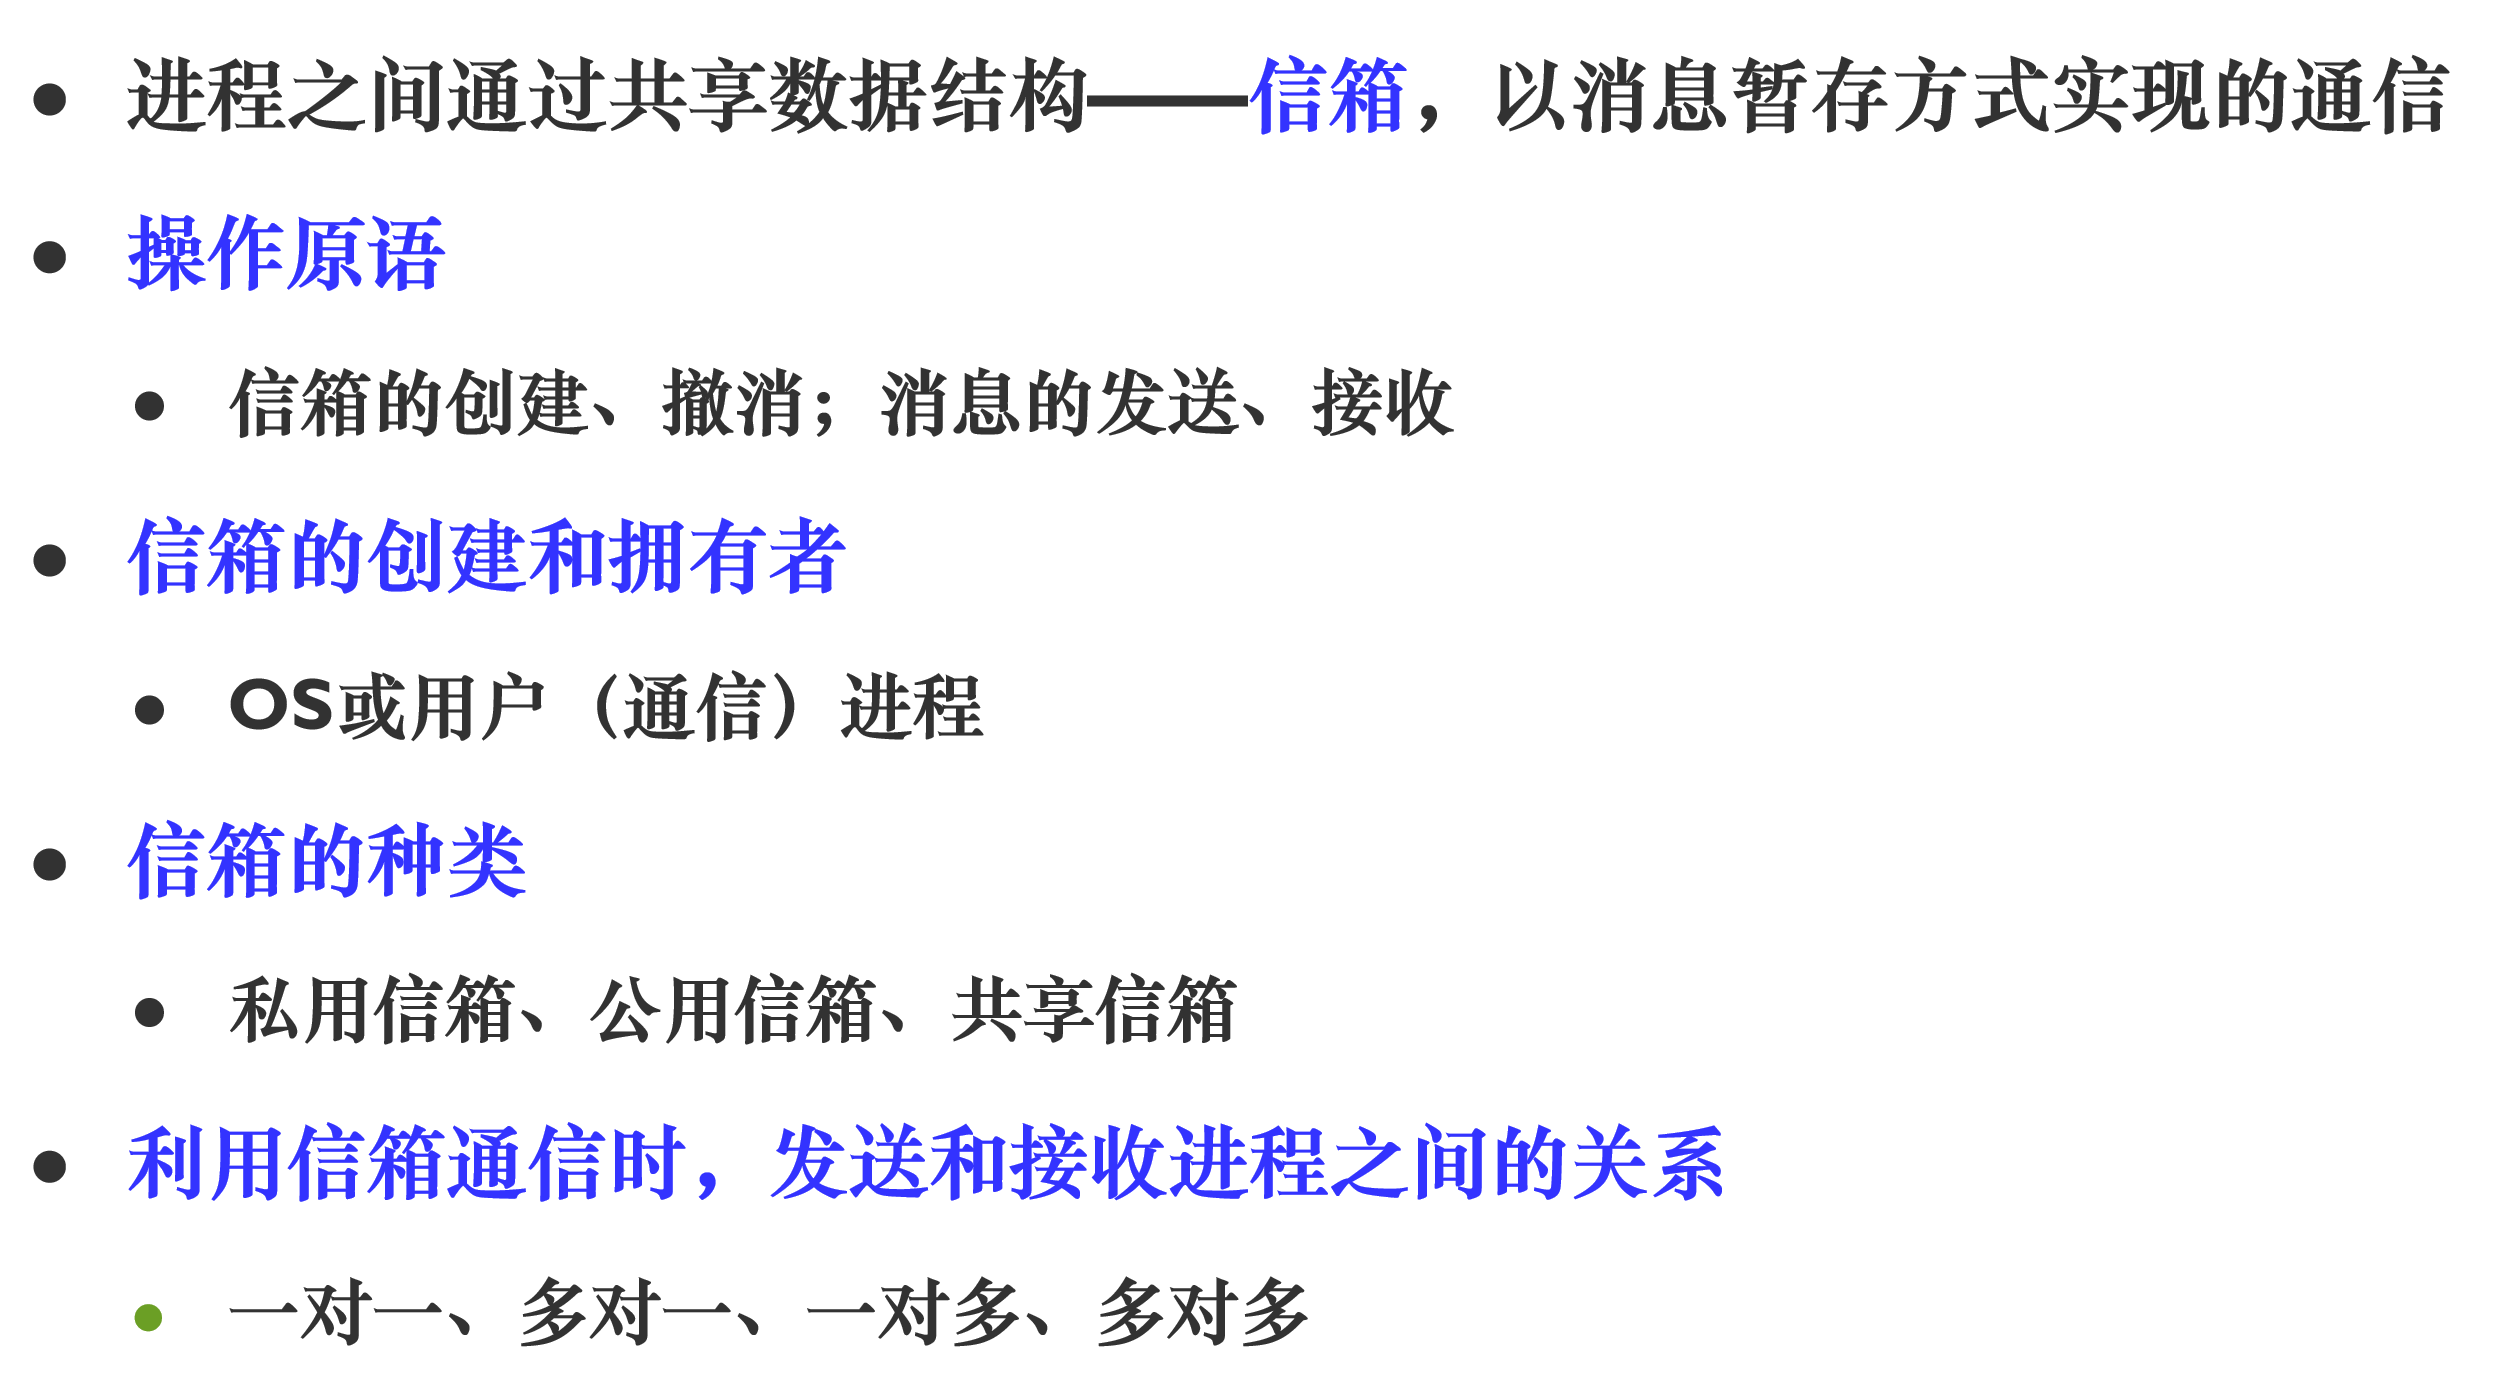 • 进程之间通过共享数据结构——信箱，以消息暂存方式实现的通信
• 操作原语
• 信箱的创建、撤消；消息的发送、接收
• 信箱的创建和拥有者
• OS或用户（通信）进程
• 信箱的种类
• 私用信箱、公用信箱、共享信箱
• 利用信箱通信时，发送和接收进程之间的关系
• 一对一、多对一、一对多、多对多